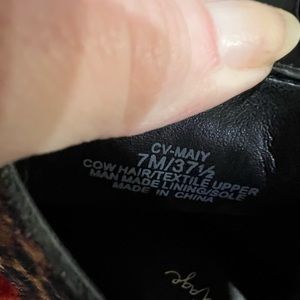 CV-MAIY
7M/37½
COW HAIR/TEXTILE UPPER
MAN MADE LINING/SOLE
MADE IN CHINA